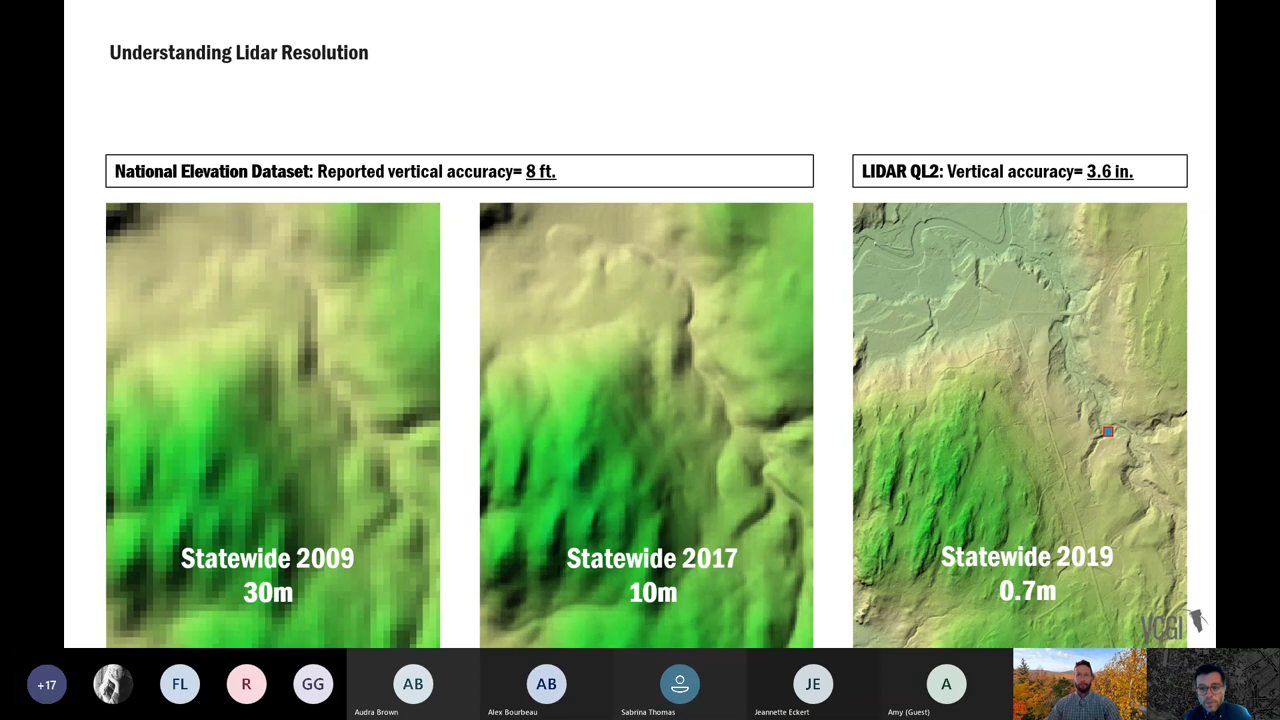 Understanding Lidar Resolution
National Elevation Dataset: Reported vertical accuracy= 8 ft.
LIDAR QL2: Vertical accuracy= 3.6 in.
Statewide 2009
30m
Statewide 2017
10m
Statewide 2019
0.7m
VCGI
+17
FL
R
GG
AB
Audra Brown
AB
Alex Bourbeau
Sabrina Thomas
JE
Jeannette Eckert
A
Amy (Guest)